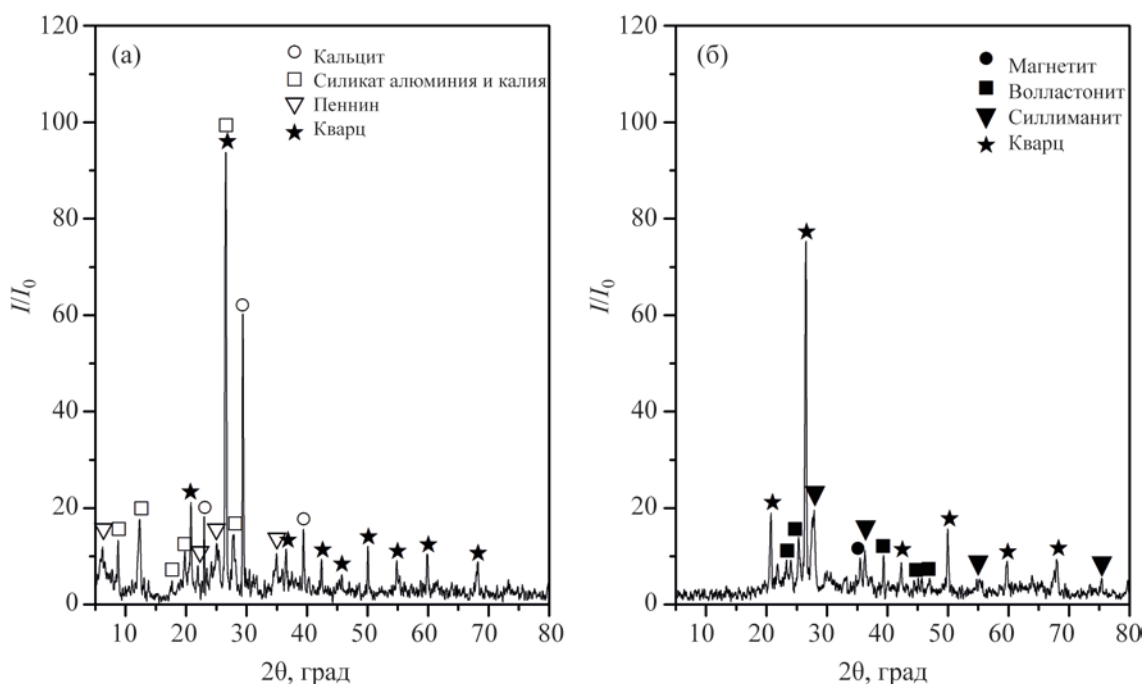 (а)
Кальцит
Силикат алюминия и калия
Пеннин
Кварц
120
100
80
60
40
20
0
I/I₀
10 20 30 40 50 60 70 80
2θ, град
(б)
Магнетит
Волластонит
Силлиманит
Кварц
120
100
80
60
40
20
0
I/I₀
10 20 30 40 50 60 70 80
2θ, град